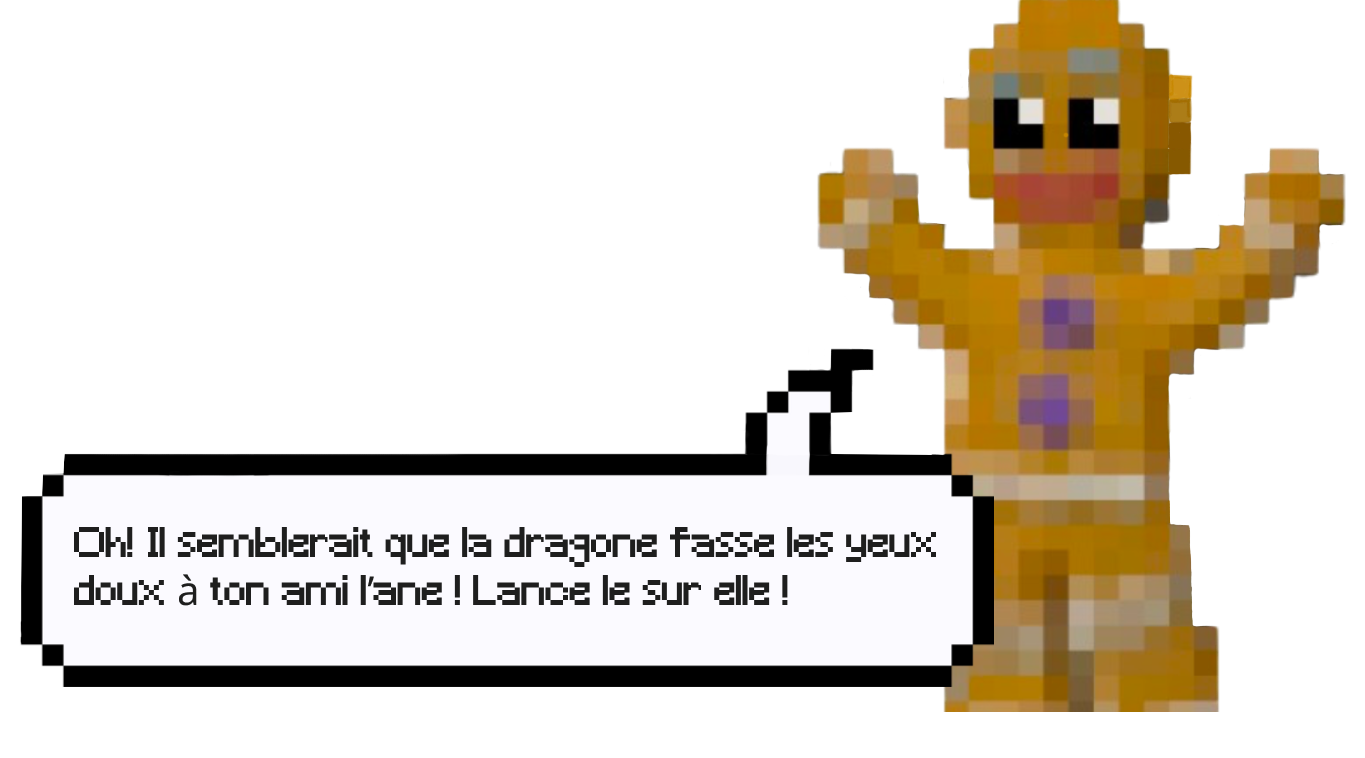 Oh! Il semblerait que la dragone fasse les yeux
doux à ton ami l'ane ! Lance le sur elle !